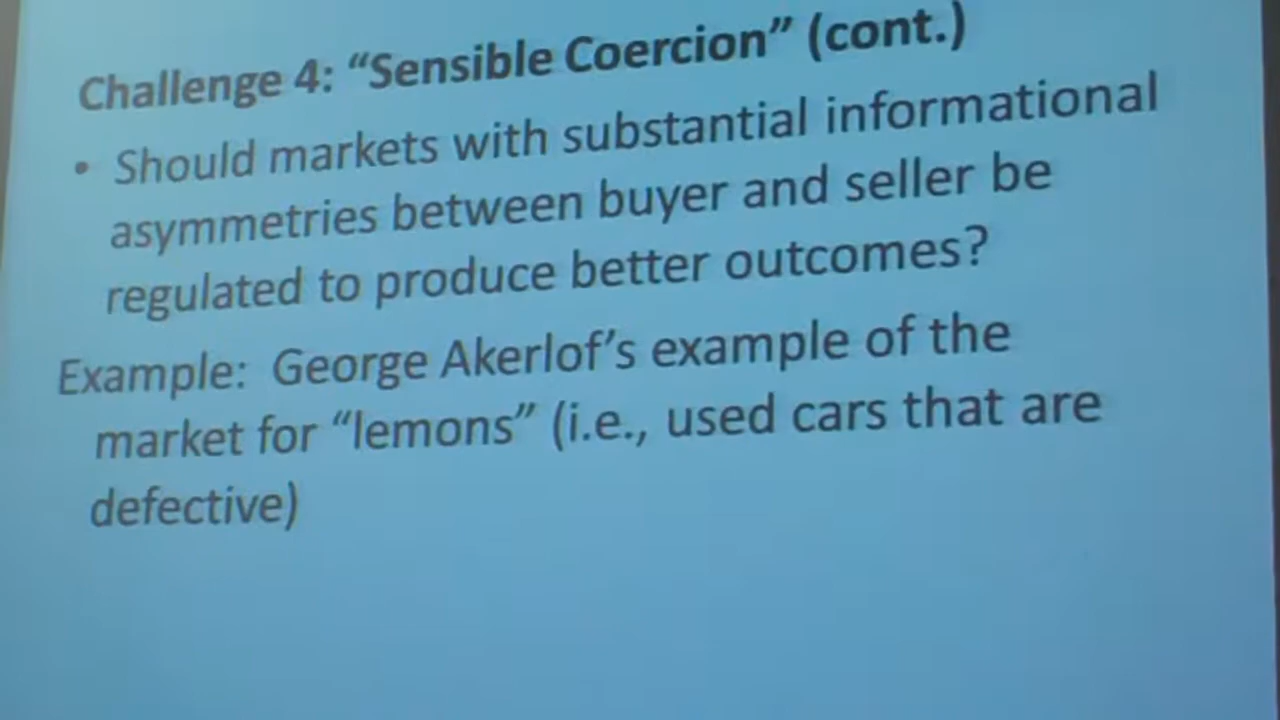 Challenge 4: “Sensible Coercion” (cont.)
• Should markets with substantial informational
asymmetries between buyer and seller be
regulated to produce better outcomes?
Example: George Akerlof’s example of the
market for “lemons” (i.e., used cars that are
defective)